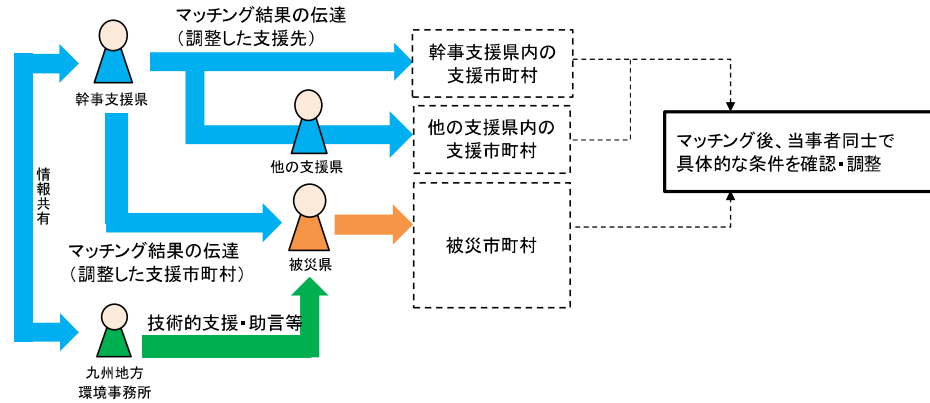 マッチング結果の伝達
（調整した支援先）
幹事支援県
幹事支援県内の
支援市町村
他の支援県
他の支援県内の
支援市町村
マッチング後、当事者同士で
具体的な条件を確認・調整
情報共有
マッチング結果の伝達
（調整した支援市町村）
被災県
被災市町村
技術的支援・助言等
九州地方
環境事務所